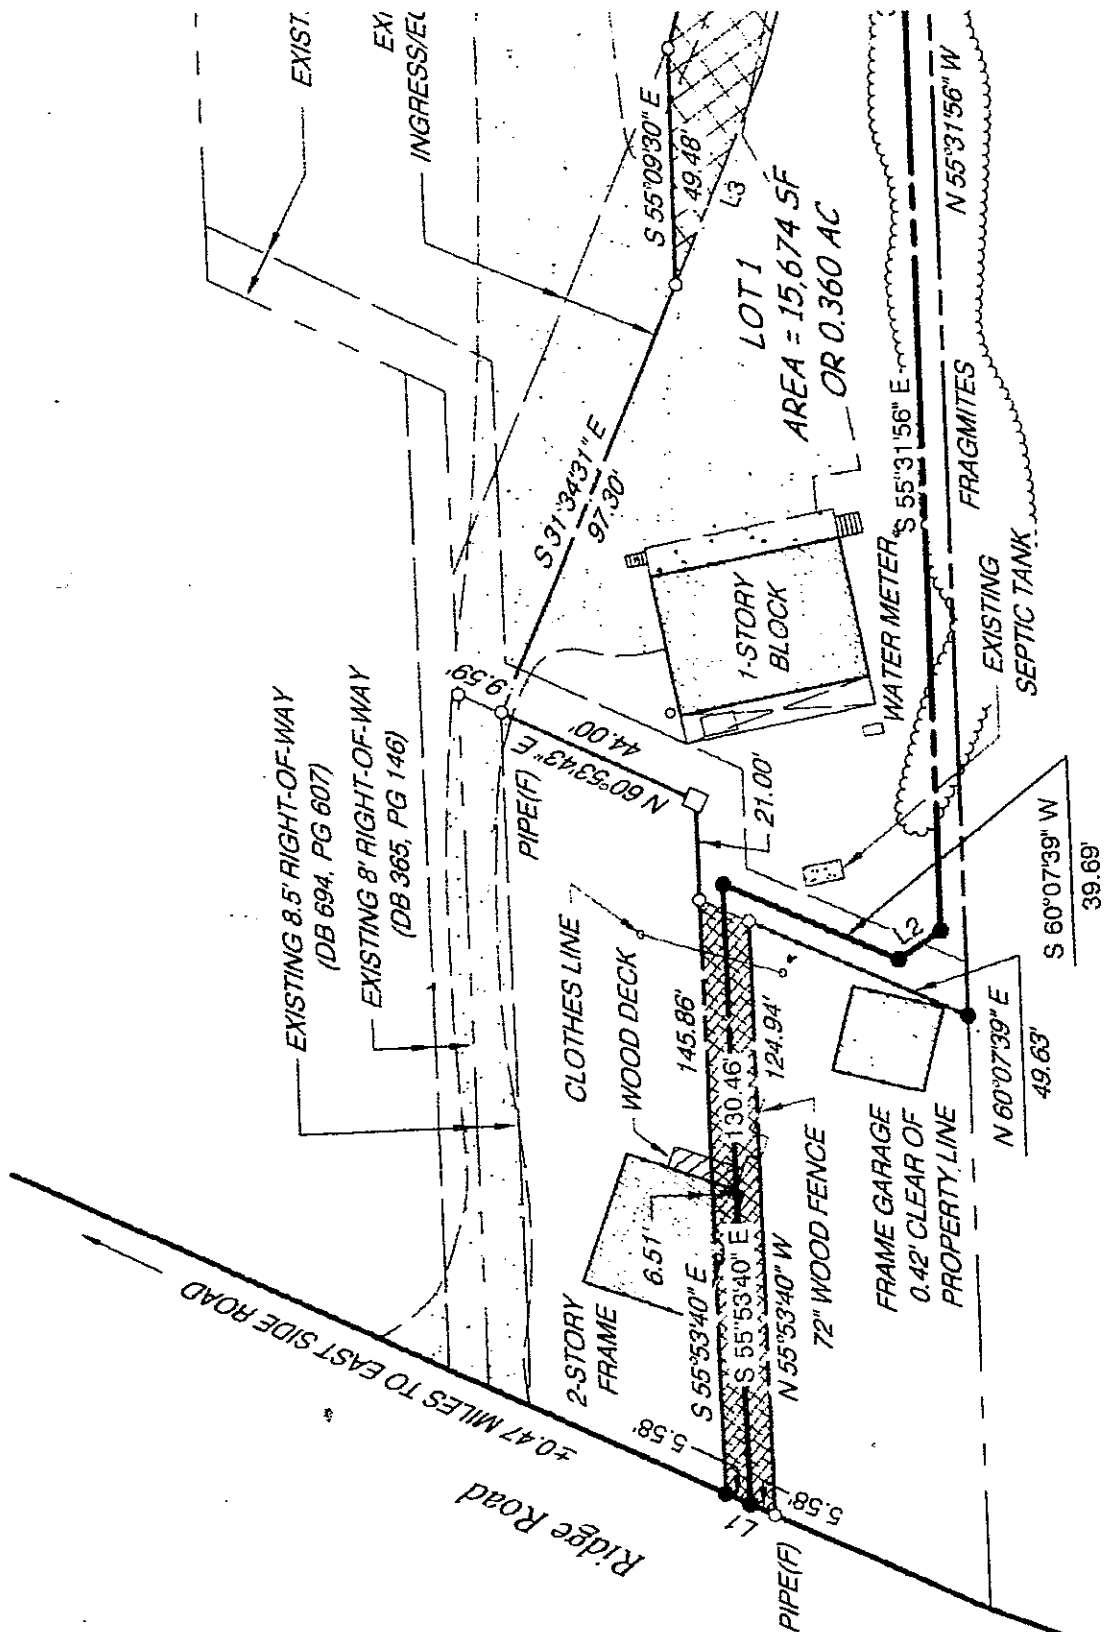 EXIST.
EXI
INGRESS/E
S 55°09'30" E
49.48'
L3
N 55°31'56" W
LOT 1
AREA = 15,674 SF
OR 0.360 AC
S 31°34'31" E
97.30'
S 55°31'56" E
FRAGMITES
WATER METER
EXISTING
SEPTIC TANK
1-STORY
BLOCK
9.59'
N 60°53'43" E
44.00'
PIPE(F)
21.00'
EXISTING 8.5' RIGHT-OF-WAY
(DB 694, PG 607)
EXISTING 8' RIGHT-OF-WAY
(DB 365, PG 146)
CLOTHES LINE
WOOD DECK
145.86'
130.46'
124.94'
L2
S 60°07'39" W
39.69'
N 60°07'39" E
49.63'
6.51'
2-STORY
FRAME
S 55°53'40" E
S 55°53'40" E
N 55°53'40" W
72" WOOD FENCE
FRAME GARAGE
0.42' CLEAR OF
PROPERTY LINE
±0.47 MILES TO EAST SIDE ROAD
Ridge Road
5.58'
5.58'
L1
PIPE(F)